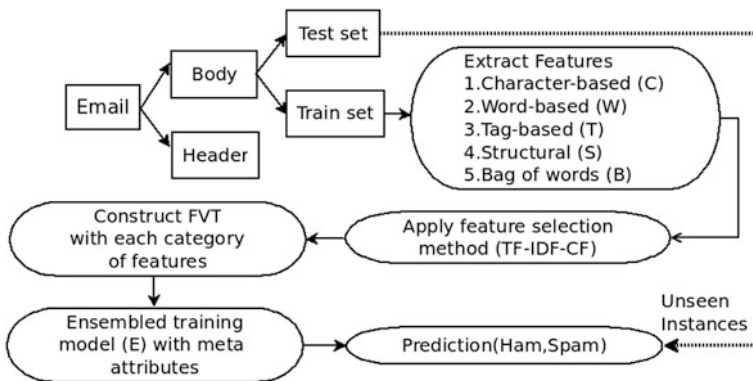 Test set
Body
Email
Train set
Header
Extract Features
1.Character-based (C)
2.Word-based (W)
3.Tag-based (T)
4.Structural (S)
5.Bag of words (B)
Construct FVT
with each category
of features
Apply feature selection
method (TF-IDF-CF)
Ensembled training
model (E) with meta
attributes
Prediction(Ham,Spam)
Unseen
Instances